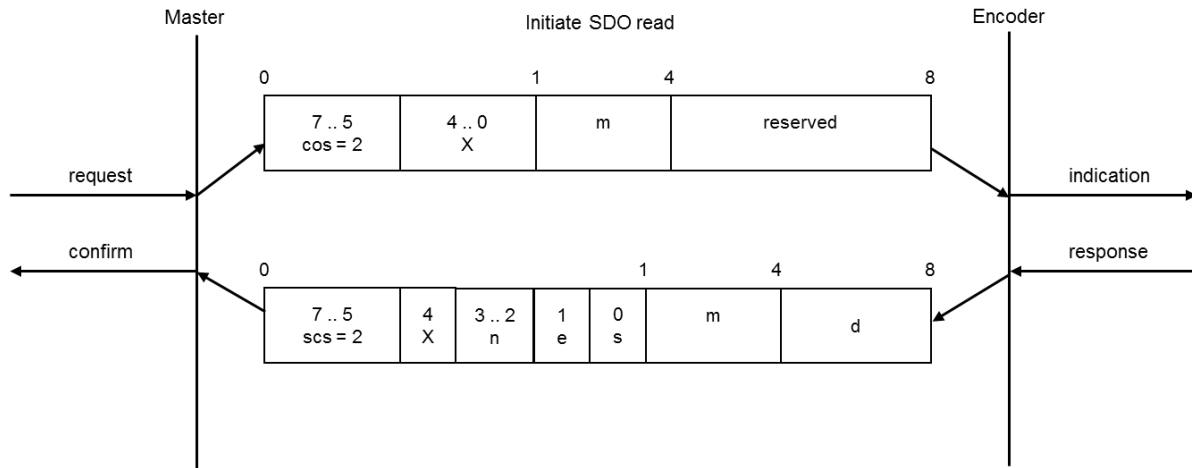 Master
Initiate SDO read
Encoder
0
1
4
8
7 .. 5
cos = 2
4 .. 0
X
m
reserved
request
indication
confirm
response
0
1
4
8
7 .. 5
scs = 2
4
X
3 .. 2
n
1
e
0
s
m
d